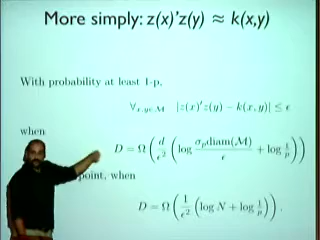 More simply: z(x)'z(y) ≈ k(x,y)
With probability at least 1-p,
∀x,y∈M |z(x)'z(y) − k(x,y)| ≤ ϵ
when
D = Ω( d/ϵ² ( log σ_p diam(M)/ϵ + log 1/p ) )
point, when
D = Ω( 1/ϵ² ( log N + log 1/p ) ).